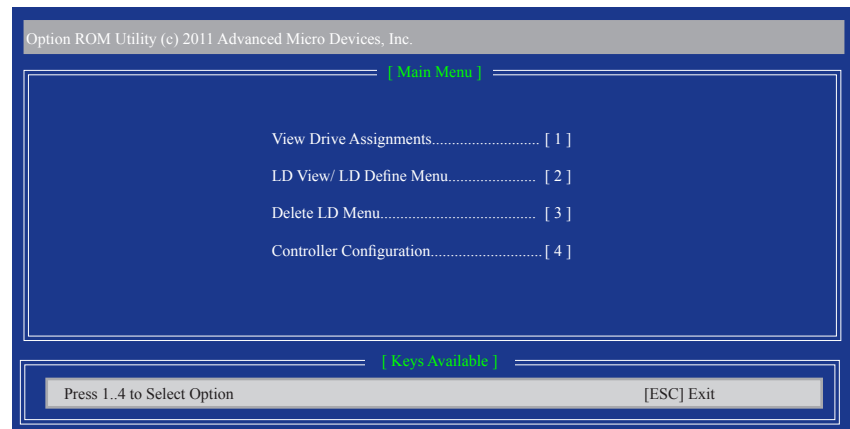 Option ROM Utility (c) 2011 Advanced Micro Devices, Inc.
[ Main Menu ]
View Drive Assignments........................... [ 1 ]
LD View/ LD Define Menu...................... [ 2 ]
Delete LD Menu....................................... [ 3 ]
Controller Configuration............................ [ 4 ]
[ Keys Available ]
Press 1..4 to Select Option [ESC] Exit